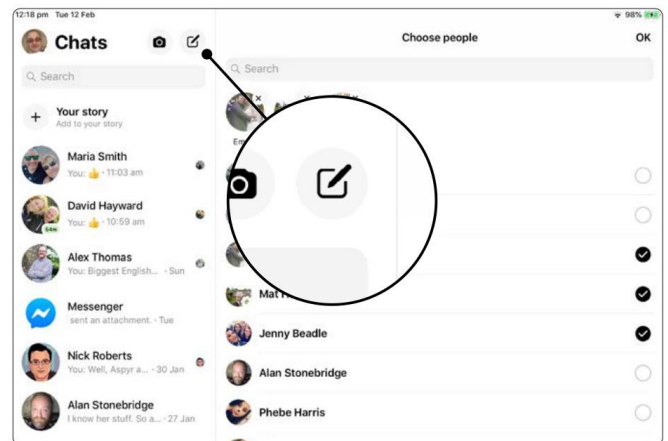 12:18 pm Tue 12 Feb
98%
Chats
Choose people
OK
Search
Search
+
Your story
Add to your story
Maria Smith
You: 👍 · 11:03 am
David Hayward
You: 👍 · 10:59 am
54m
Alex Thomas
You: Biggest English... · Sun
Messenger
sent an attachment. · Tue
Nick Roberts
You: Well, Aspyr a... · 30 Jan
Alan Stonebridge
I know her stuff. So a... · 27 Jan
Em
Mat
Jenny Beadle
Alan Stonebridge
Phebe Harris